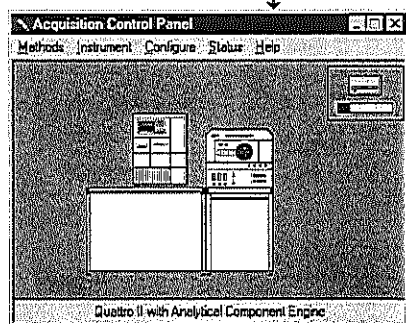 Acquisition Control Panel
Methods Instrument Configure Status Help
Quattro II with Analytical Component Engine